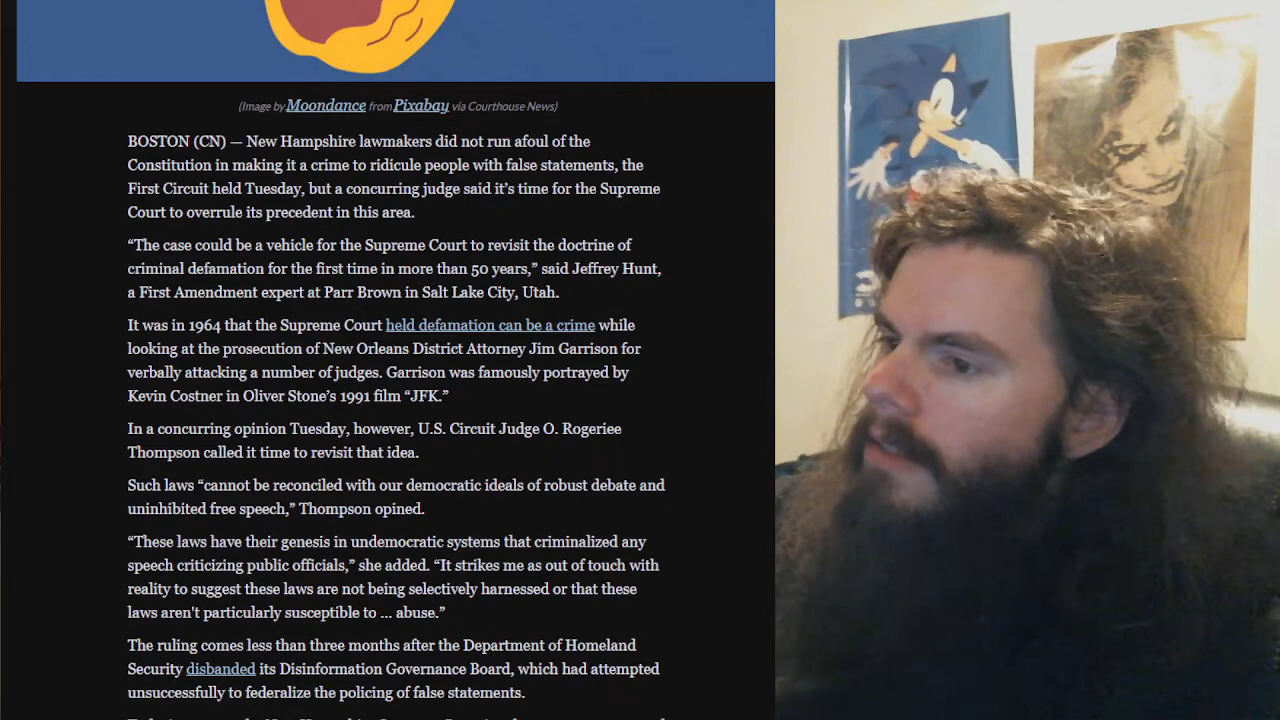 (Image by Moondance from Pixabay via Courthouse News)
BOSTON (CN) — New Hampshire lawmakers did not run afoul of the
Constitution in making it a crime to ridicule people with false statements, the
First Circuit held Tuesday, but a concurring judge said it’s time for the Supreme
Court to overrule its precedent in this area.
“The case could be a vehicle for the Supreme Court to revisit the doctrine of
criminal defamation for the first time in more than 50 years,” said Jeffrey Hunt,
a First Amendment expert at Parr Brown in Salt Lake City, Utah.
It was in 1964 that the Supreme Court held defamation can be a crime while
looking at the prosecution of New Orleans District Attorney Jim Garrison for
verbally attacking a number of judges. Garrison was famously portrayed by
Kevin Costner in Oliver Stone’s 1991 film “JFK.”
In a concurring opinion Tuesday, however, U.S. Circuit Judge O. Rogeriee
Thompson called it time to revisit that idea.
Such laws “cannot be reconciled with our democratic ideals of robust debate and
uninhibited free speech,” Thompson opined.
“These laws have their genesis in undemocratic systems that criminalized any
speech criticizing public officials,” she added. “It strikes me as out of touch with
reality to suggest these laws are not being selectively harnessed or that these
laws aren't particularly susceptible to ... abuse.”
The ruling comes less than three months after the Department of Homeland
Security disbanded its Disinformation Governance Board, which had attempted
unsuccessfully to federalize the policing of false statements.